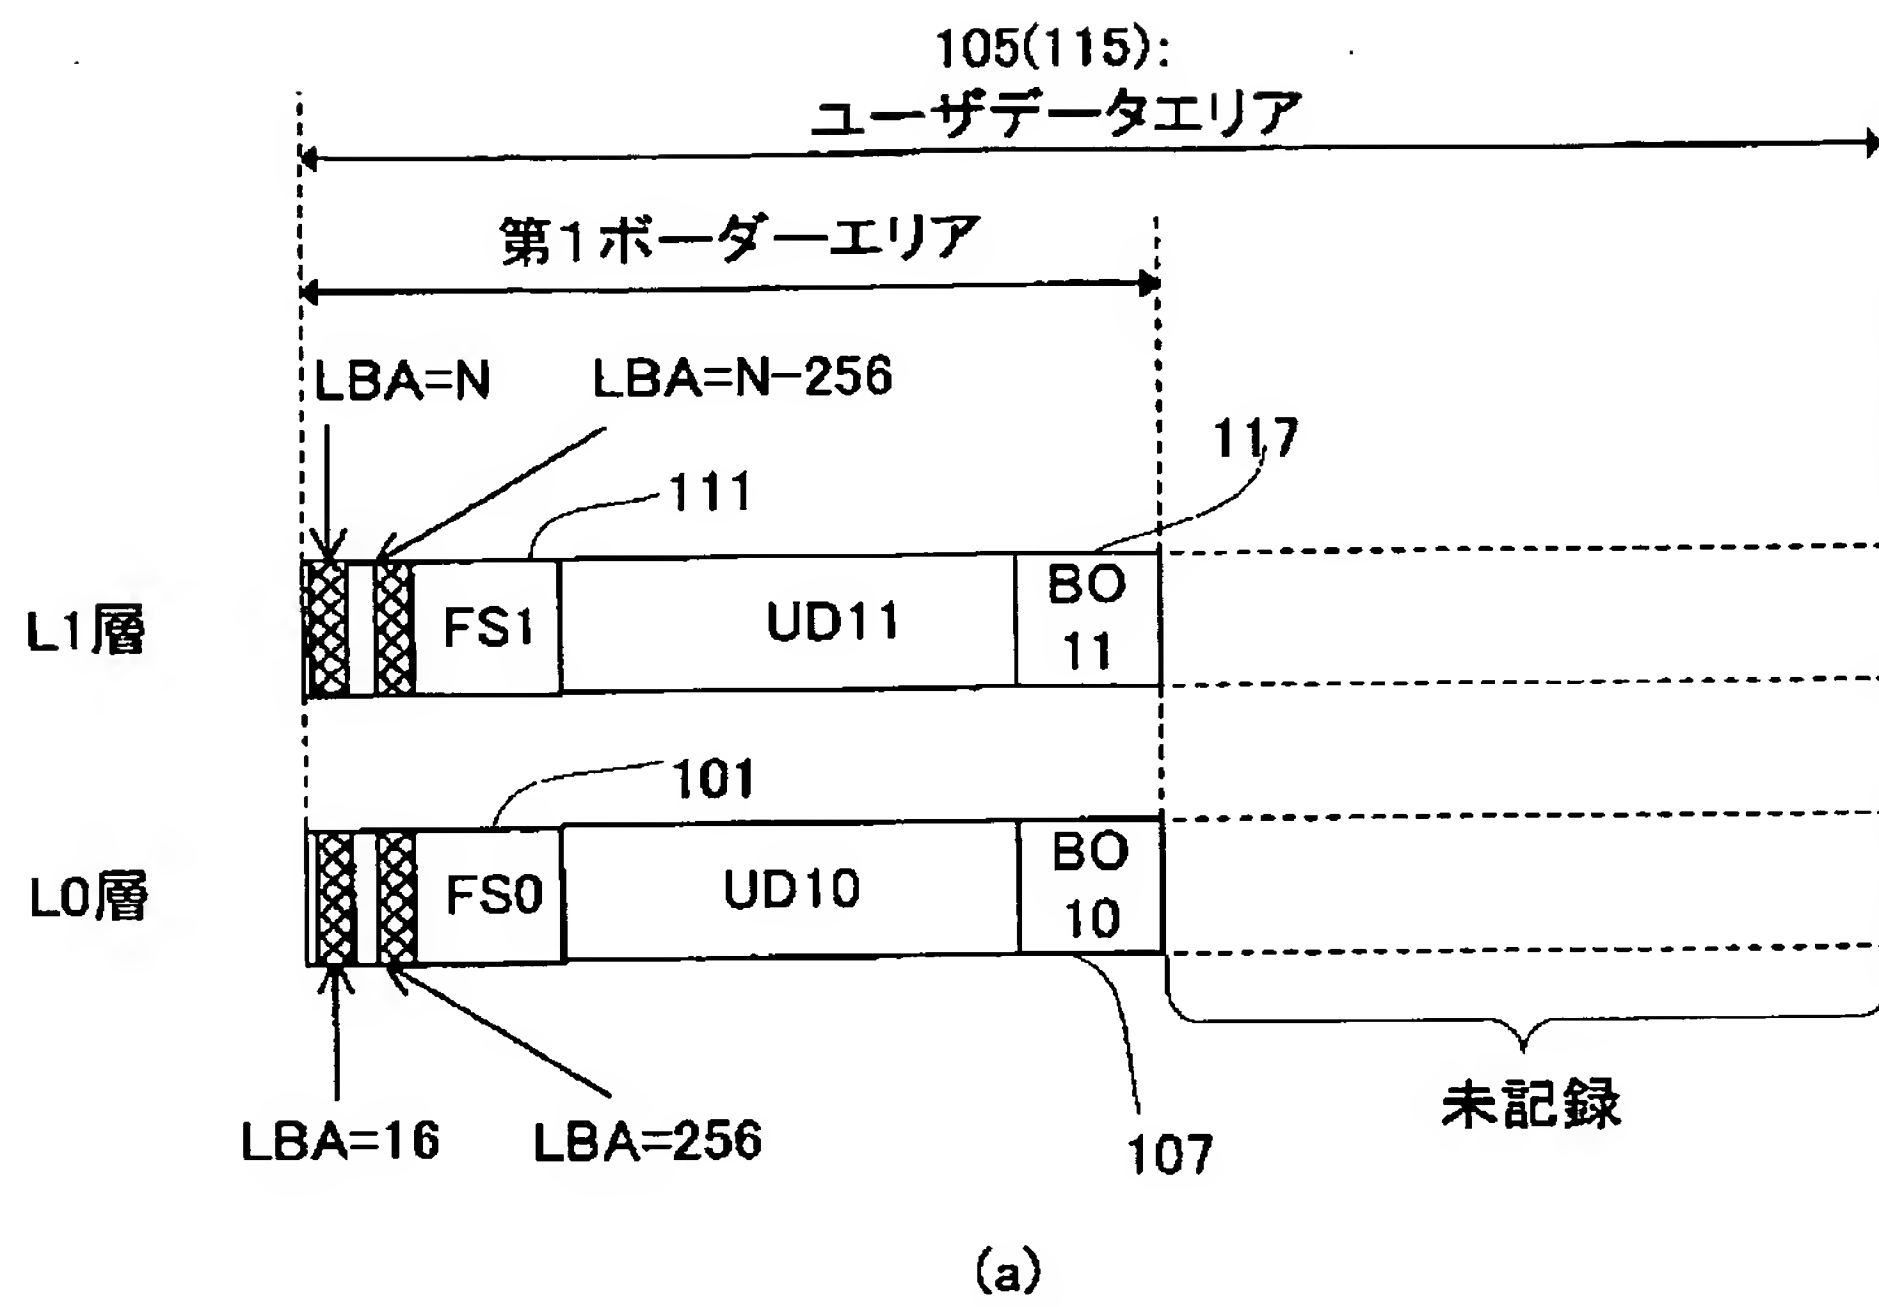 105(115):
ユーザデータエリア
第1ボーダーエリア
LBA=N
LBA=N-256
117
111
L1層
FS1
UD11
BO
11
101
L0層
FS0
UD10
BO
10
LBA=16
LBA=256
107
未記録
(a)